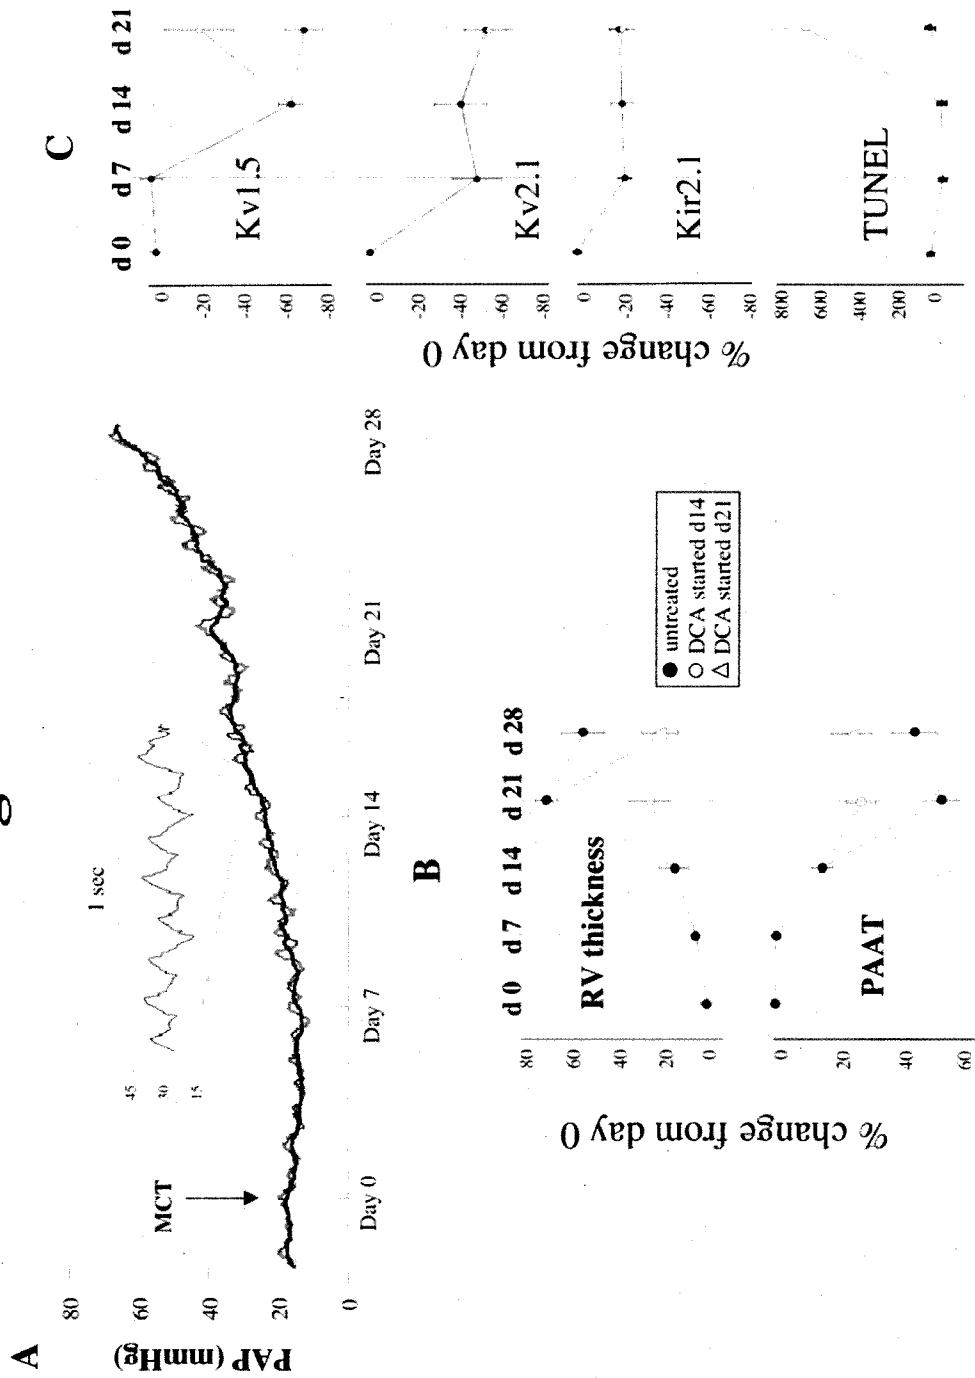 A
PAP (mmHg)
80
60
40
20
0
MCT
45
30
15
1 sec
Day 0
Day 7
Day 14
Day 21
Day 28
B
% change from day 0
d 0 d 7 d 14 d 21 d 28
80
60
40
20
0
RV thickness
0
20
40
60
PAAT
untreated
DCA started d14
DCA started d21
C
% change from day 0
d 0 d 7 d 14 d 21
0
-20
-40
-60
-80
Kv1.5
0
-20
-40
-60
-80
Kv2.1
0
-20
-40
-60
-80
Kir2.1
800
600
400
200
0
TUNEL